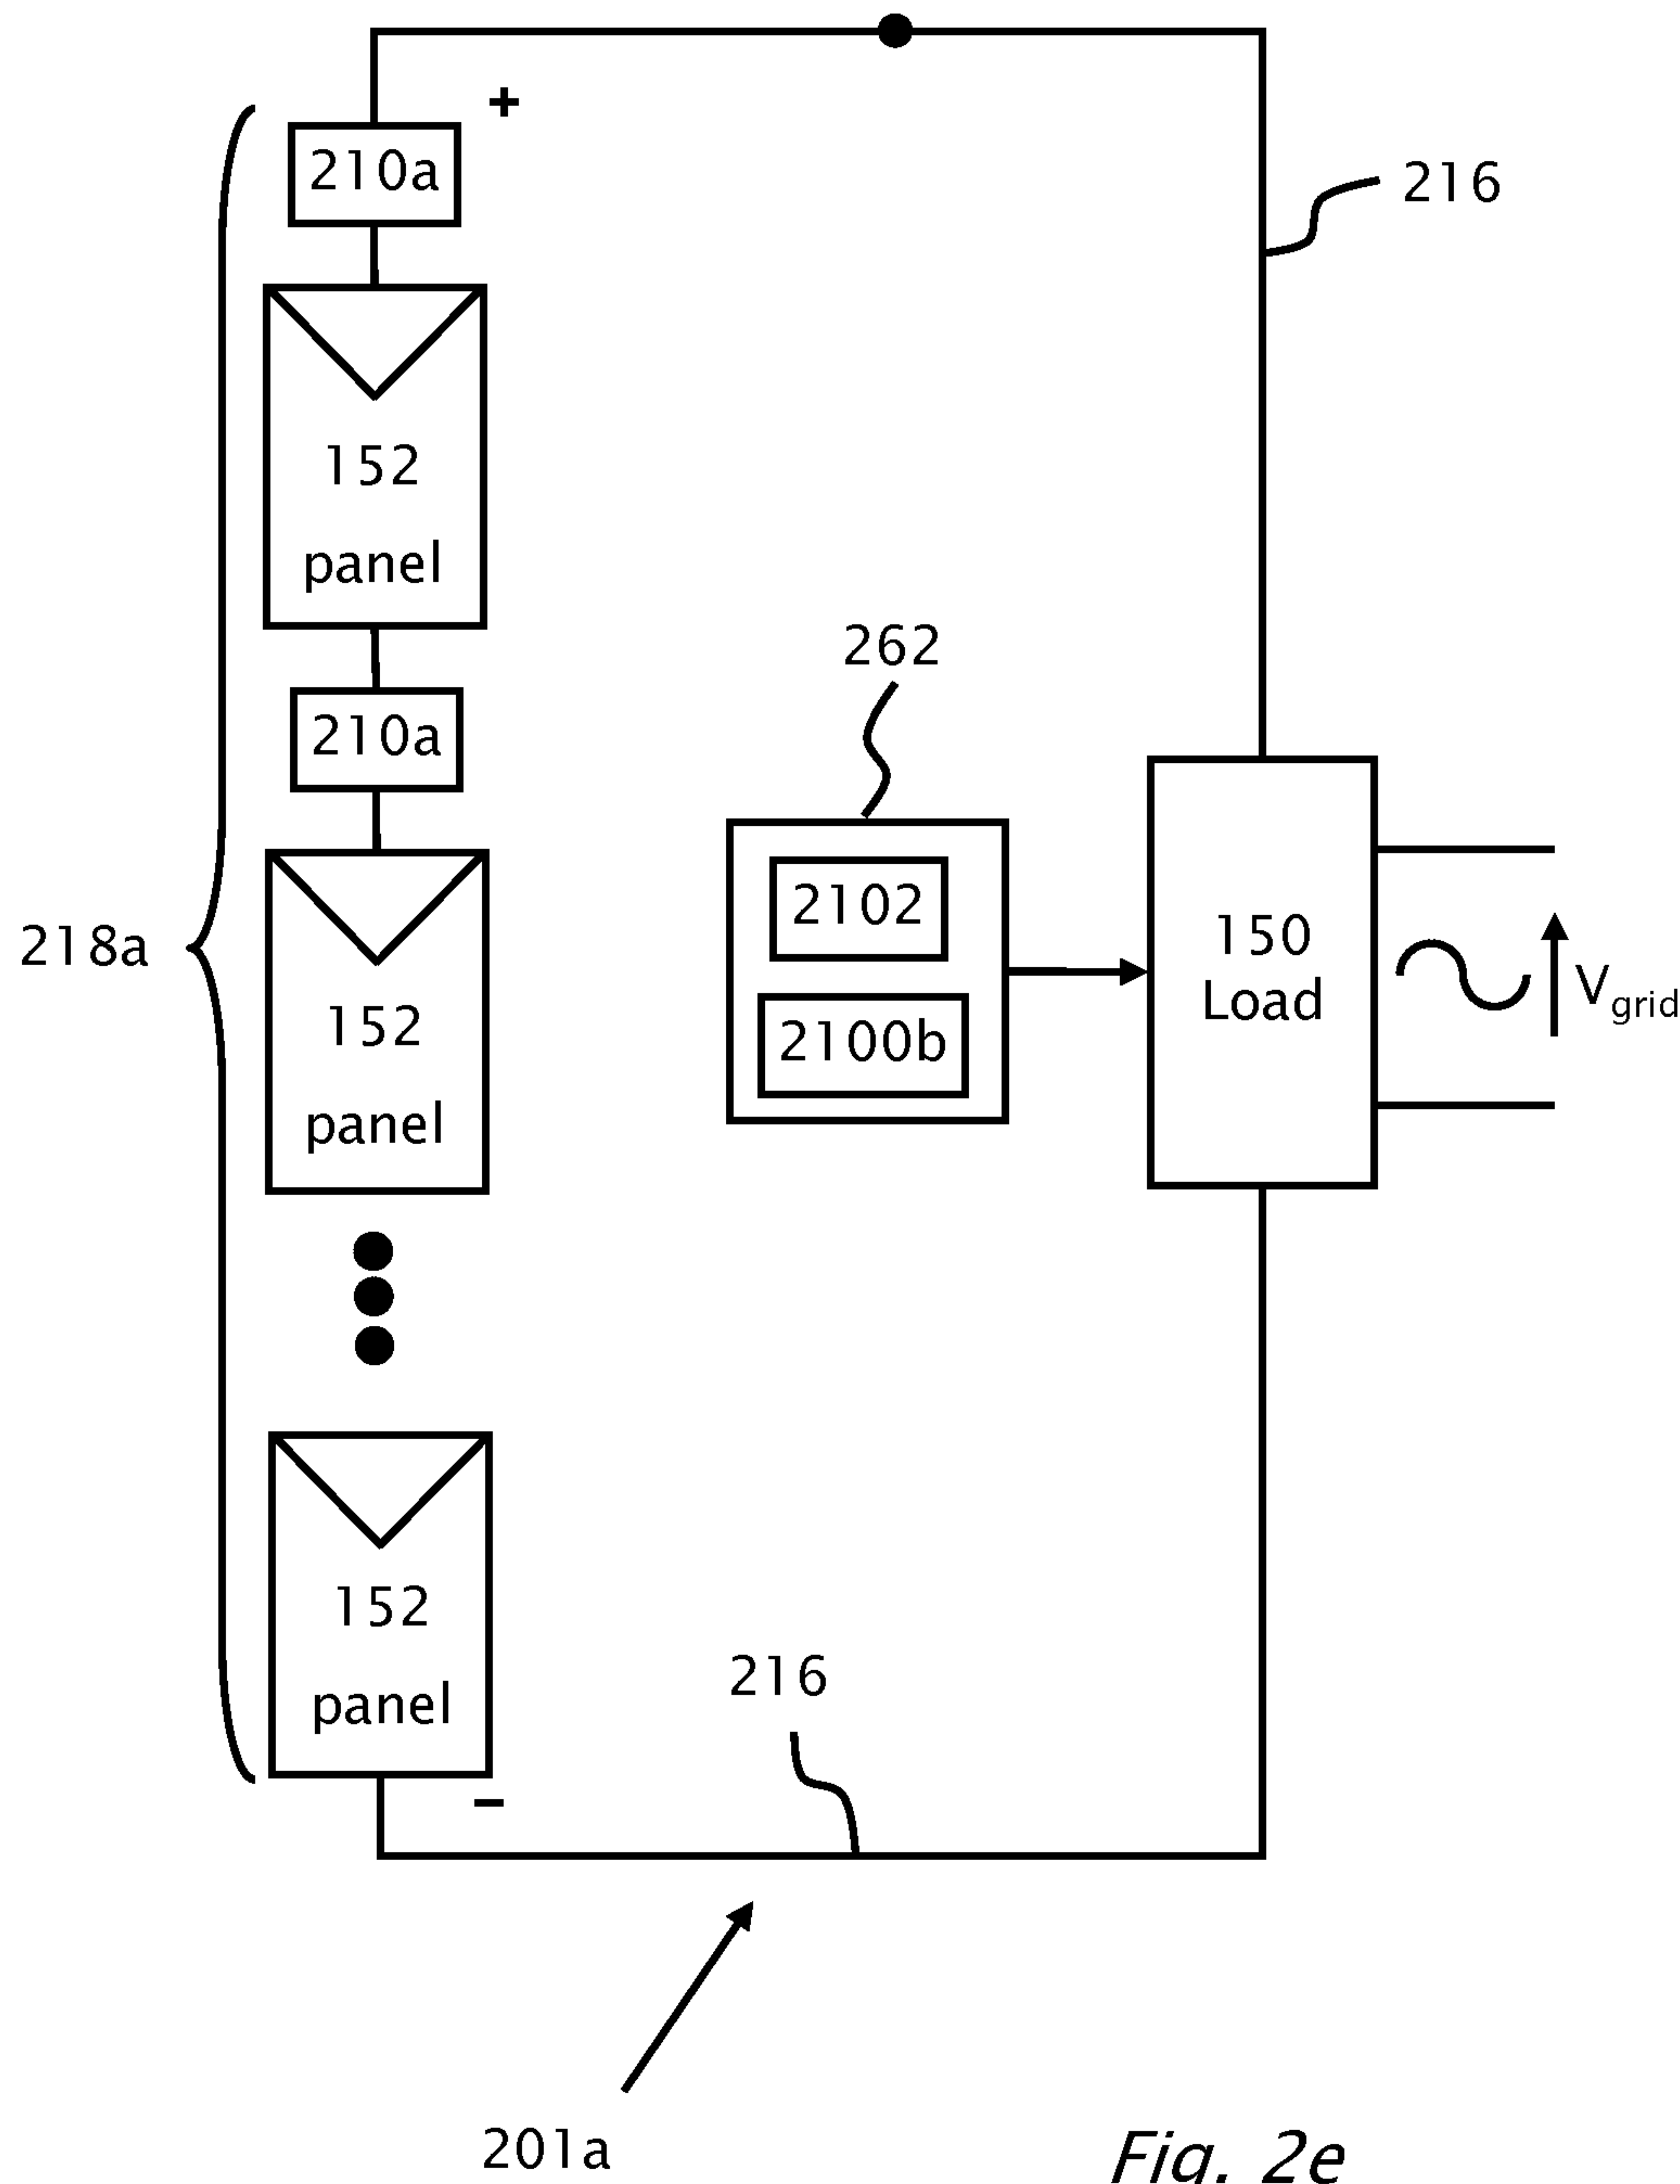 +
210a
216
152
panel
262
210a
2102
218a
150
Load
152
2100b
Vgrid
panel
152
216
panel
–
201a
Fig. 2e